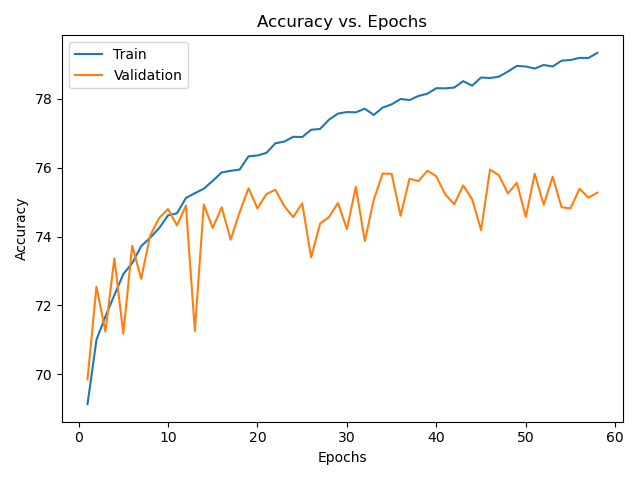 Accuracy vs. Epochs
Train
Validation
78
76
74
72
70
Accuracy
0 10 20 30 40 50 60
Epochs